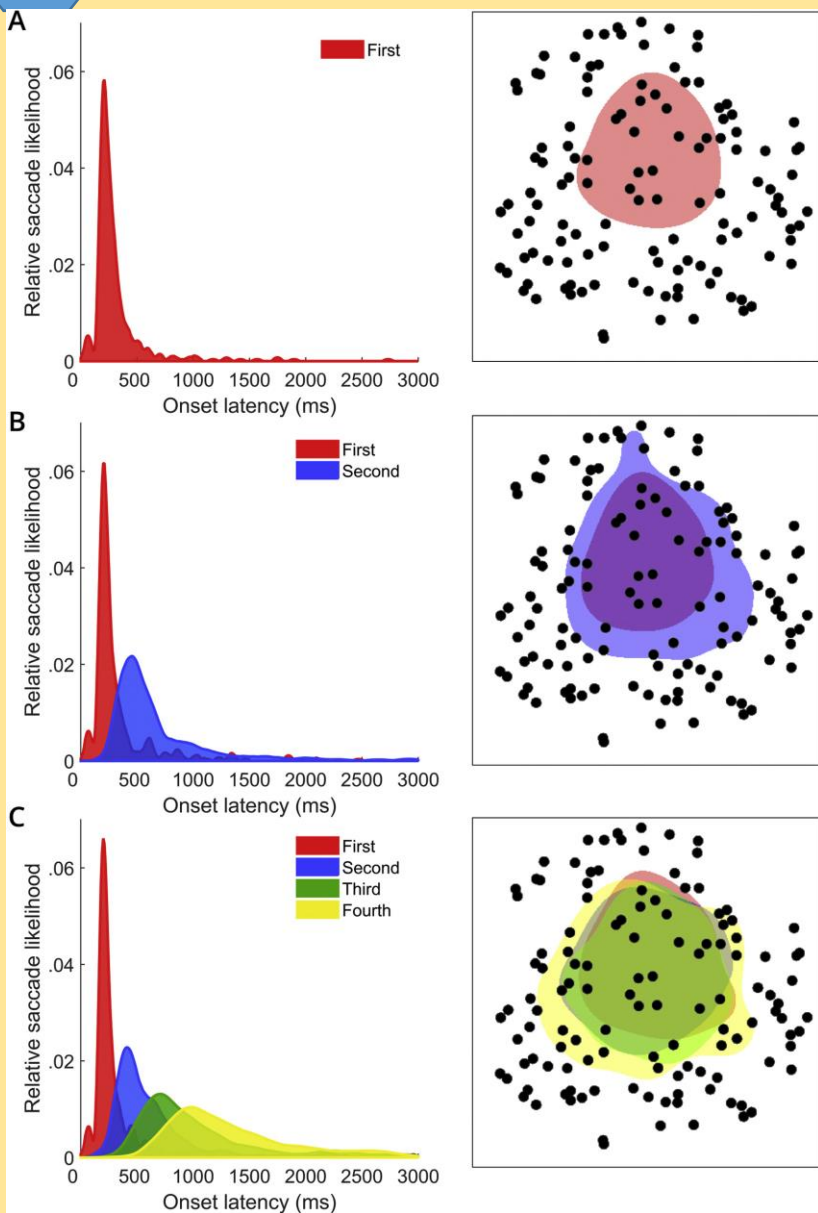 A
First
Relative saccade likelihood
.06
.04
.02
0
0 500 1000 1500 2000 2500 3000
Onset latency (ms)
B
First
Second
Relative saccade likelihood
.06
.04
.02
0
0 500 1000 1500 2000 2500 3000
Onset latency (ms)
C
First
Second
Third
Fourth
Relative saccade likelihood
.06
.04
.02
0
0 500 1000 1500 2000 2500 3000
Onset latency (ms)